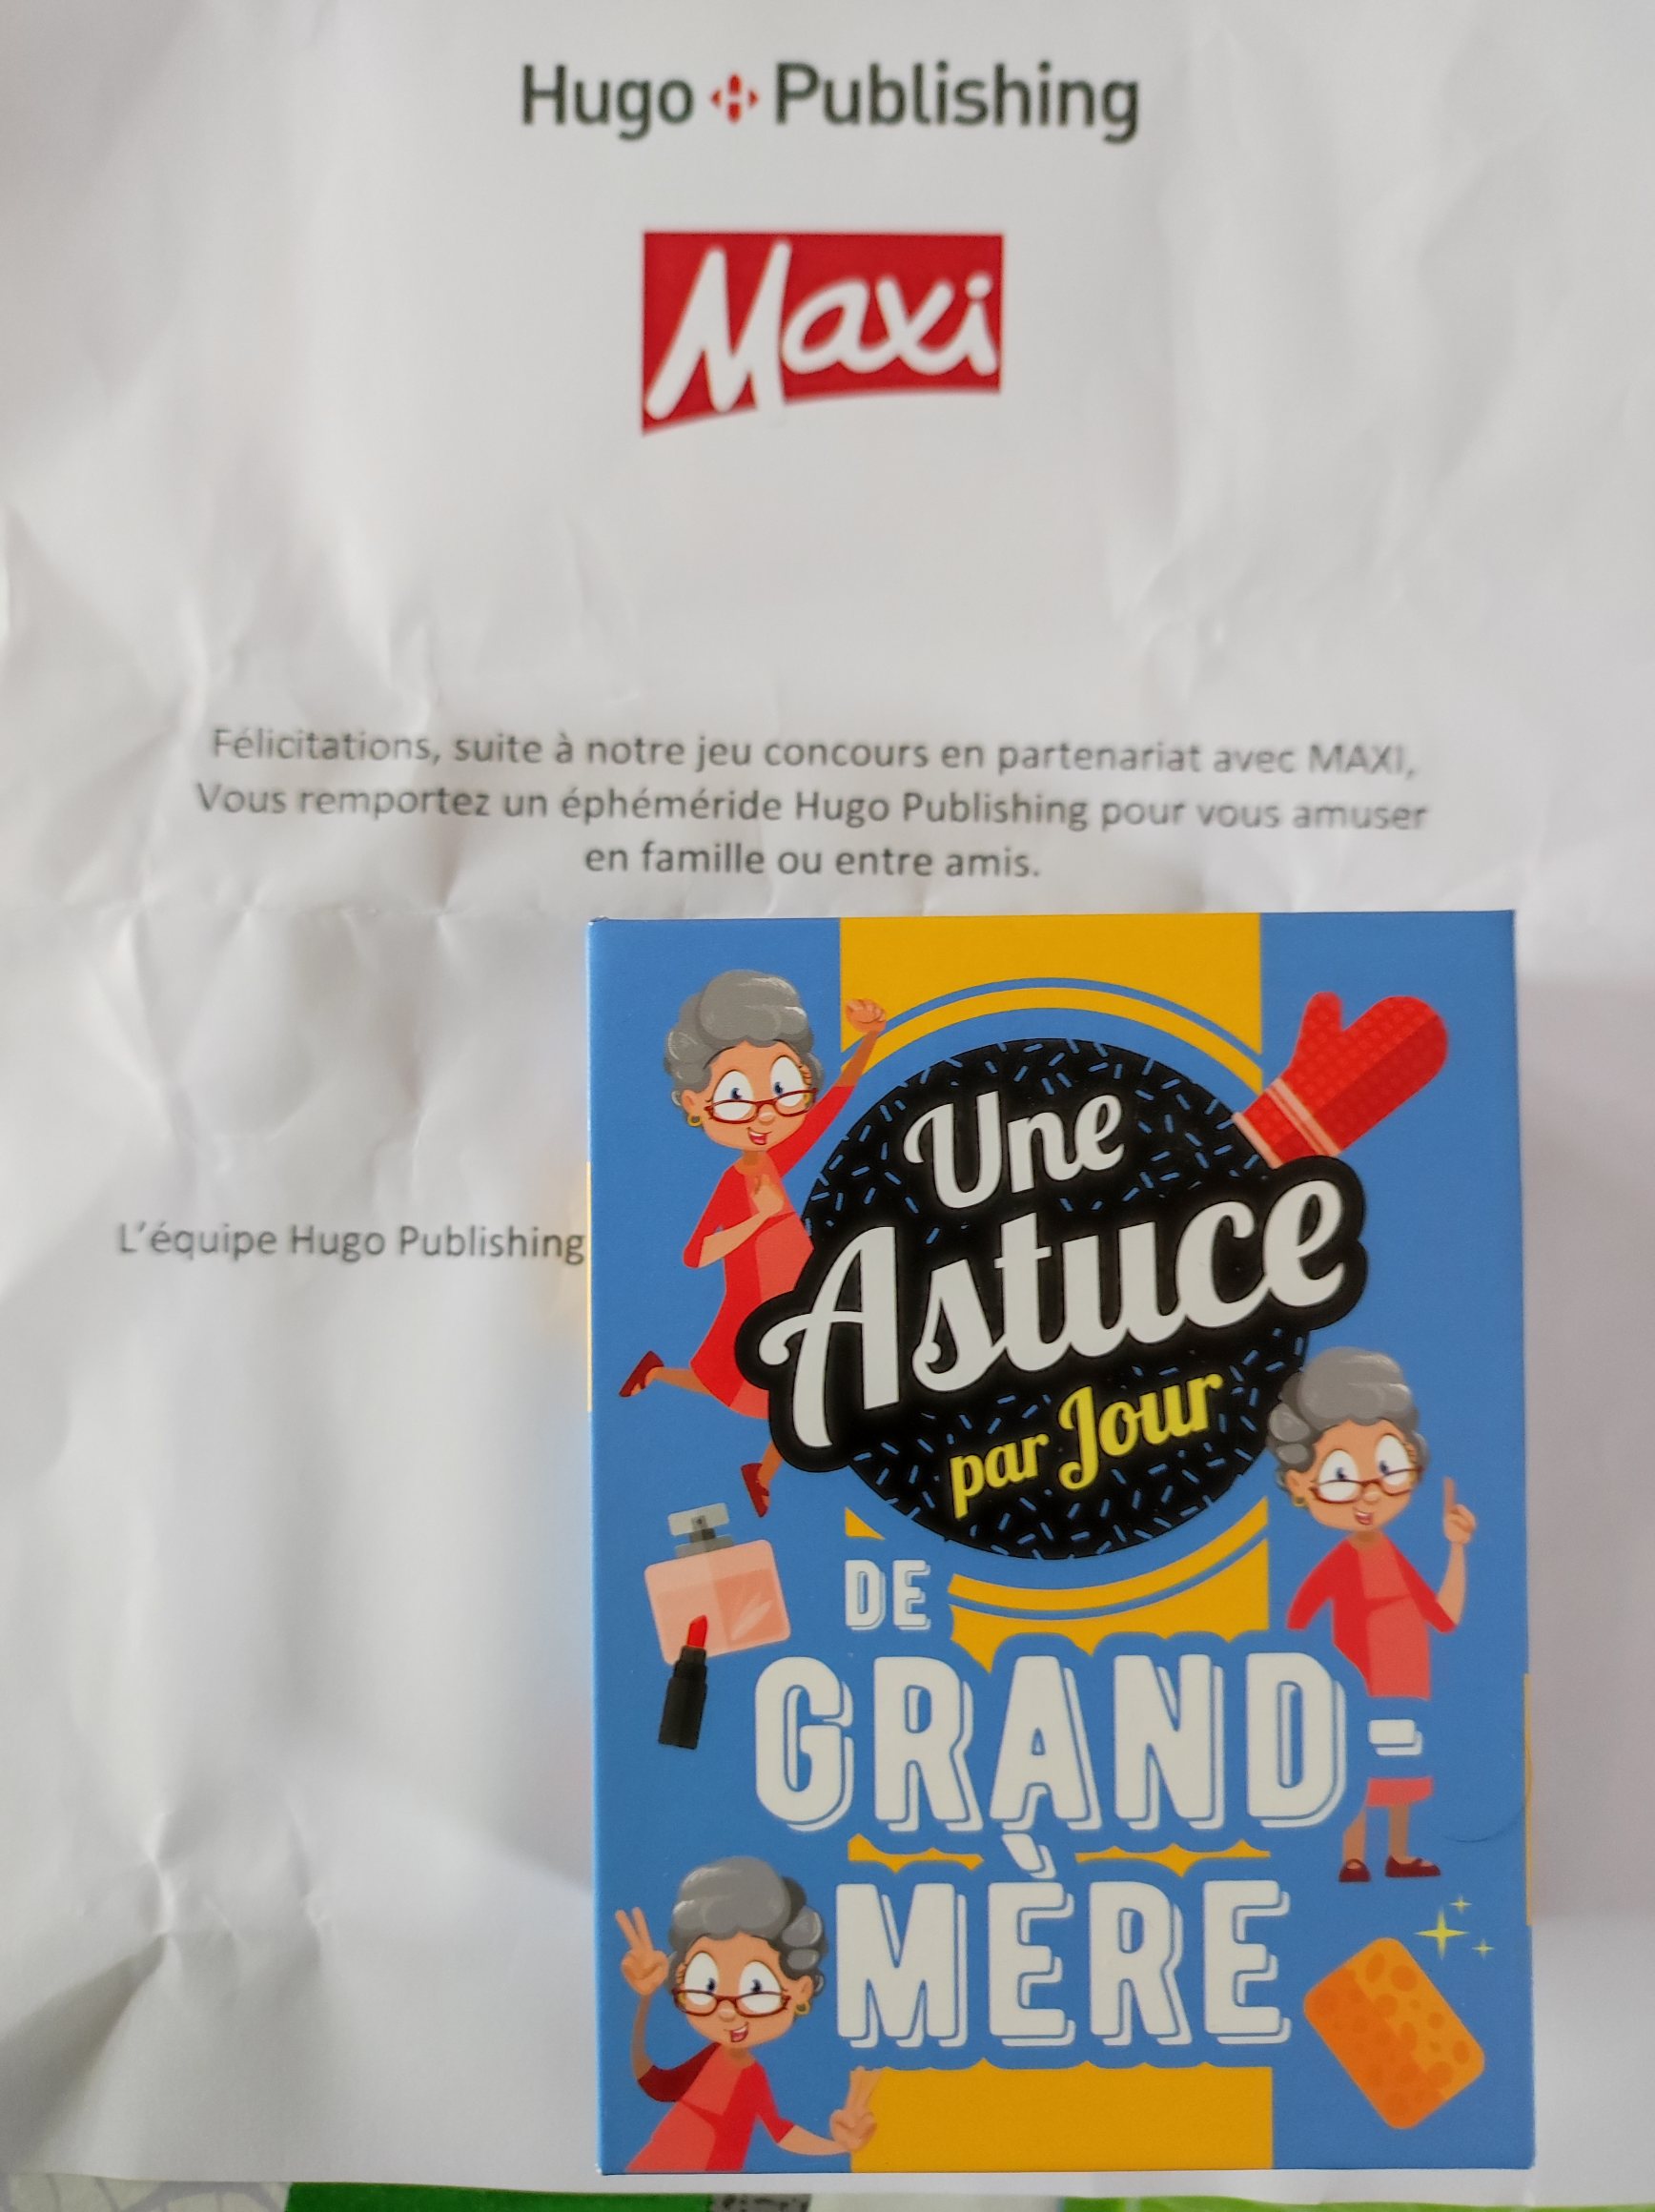 Hugo Publishing
Maxi
Félicitations, suite à notre jeu concours en partenariat avec MAXI,
Vous remportez un éphéméride Hugo Publishing pour vous amuser
en famille ou entre amis.
L'équipe Hugo Publishing
Une
Astuce
par Jour
DE
GRAND-
MÈRE